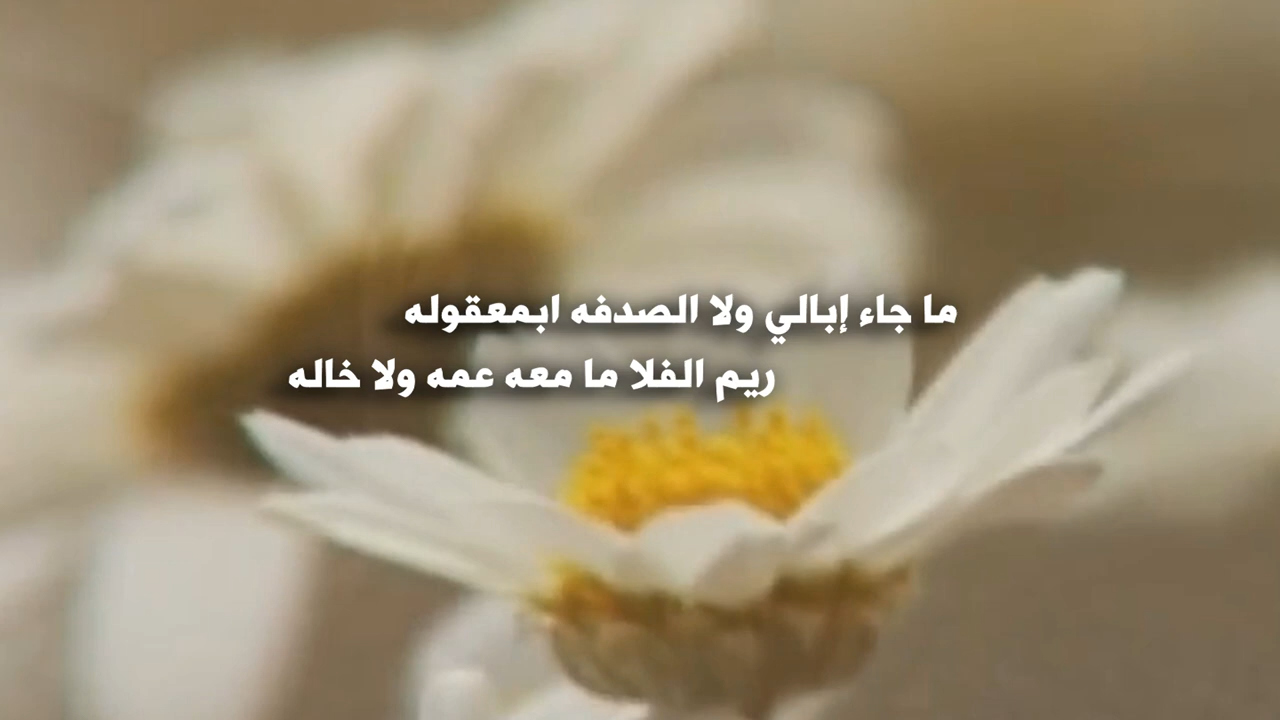 ما جاء إبالي ولا الصدفه ابمعقوله
ريم الفلا ما معه عمه ولا خاله